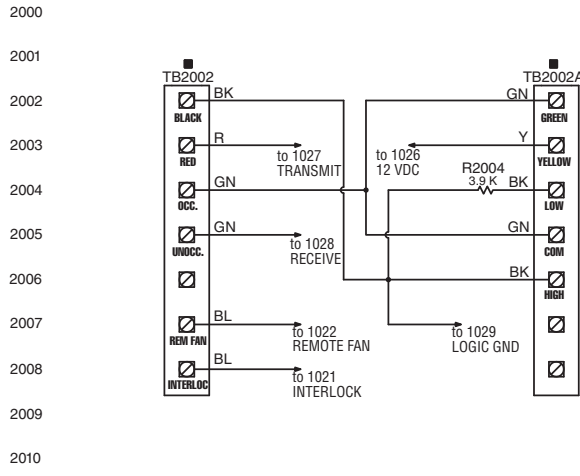 2000
2001
TB2002
TB2002A
2002
BK
GN
BLACK
GREEN
2003
R
Y
RED
to 1027
TRANSMIT
to 1026
12 VDC
YELLOW
R2004
3.9 K
2004
GN
BK
OCC.
LOW
2005
GN
GN
UNOCC.
to 1028
RECEIVE
COM
2006
BK
HIGH
2007
BL
REM FAN
to 1022
REMOTE FAN
to 1029
LOGIC GND
2008
BL
INTERLOC
to 1021
INTERLOCK
2009
2010